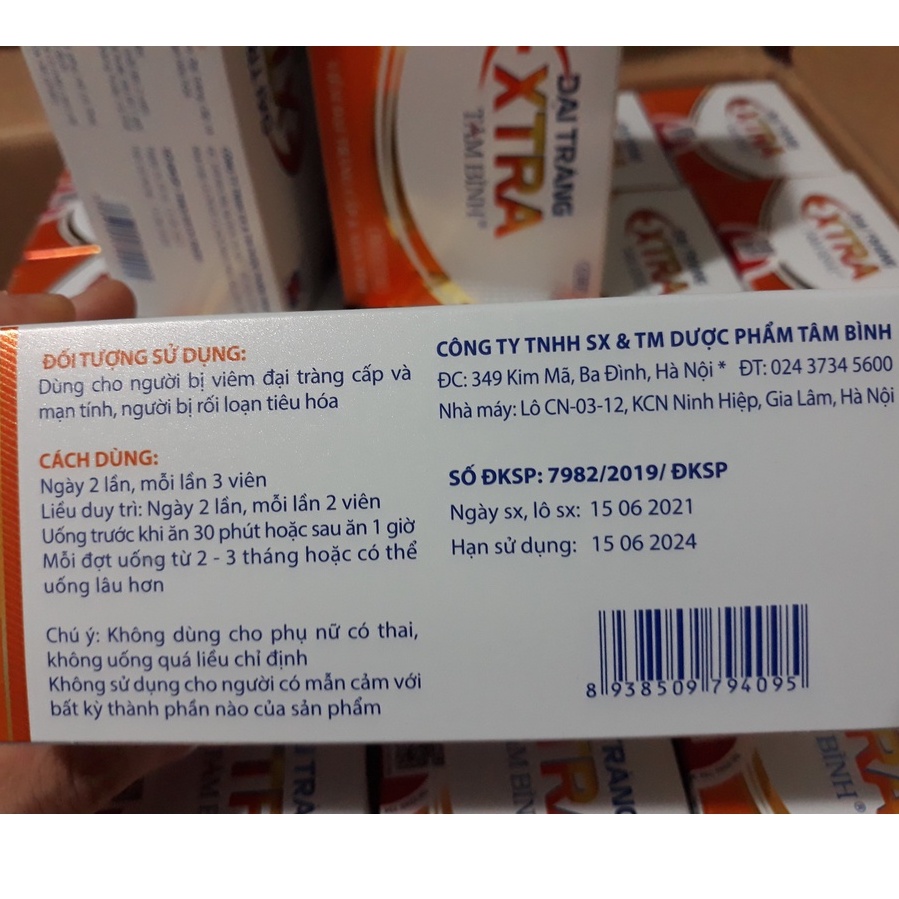 ĐẠI TRÀNG
EXTRA
TÂM BÌNH®
ĐẠI TRÀNG
EXTRA
EXTRA
ĐỐI TƯỢNG SỬ DỤNG:
Dùng cho người bị viêm đại tràng cấp và
mạn tính, người bị rối loạn tiêu hóa
CÁCH DÙNG:
Ngày 2 lần, mỗi lần 3 viên
Liều duy trì: Ngày 2 lần, mỗi lần 2 viên
Uống trước khi ăn 30 phút hoặc sau ăn 1 giờ
Mỗi đợt uống từ 2 - 3 tháng hoặc có thể
uống lâu hơn
Chú ý: Không dùng cho phụ nữ có thai,
không uống quá liều chỉ định
Không sử dụng cho người có mẫn cảm với
bất kỳ thành phần nào của sản phẩm
CÔNG TY TNHH SX & TM DƯỢC PHẨM TÂM BÌNH
ĐC: 349 Kim Mã, Ba Đình, Hà Nội * ĐT: 024 3734 5600
Nhà máy: Lô CN-03-12, KCN Ninh Hiệp, Gia Lâm, Hà Nội
SỐ ĐKSP: 7982/2019/ ĐKSP
Ngày sx, lô sx: 15 06 2021
Hạn sử dụng: 15 06 2024
8 938509 794095
TRÀNG
BÌNH®